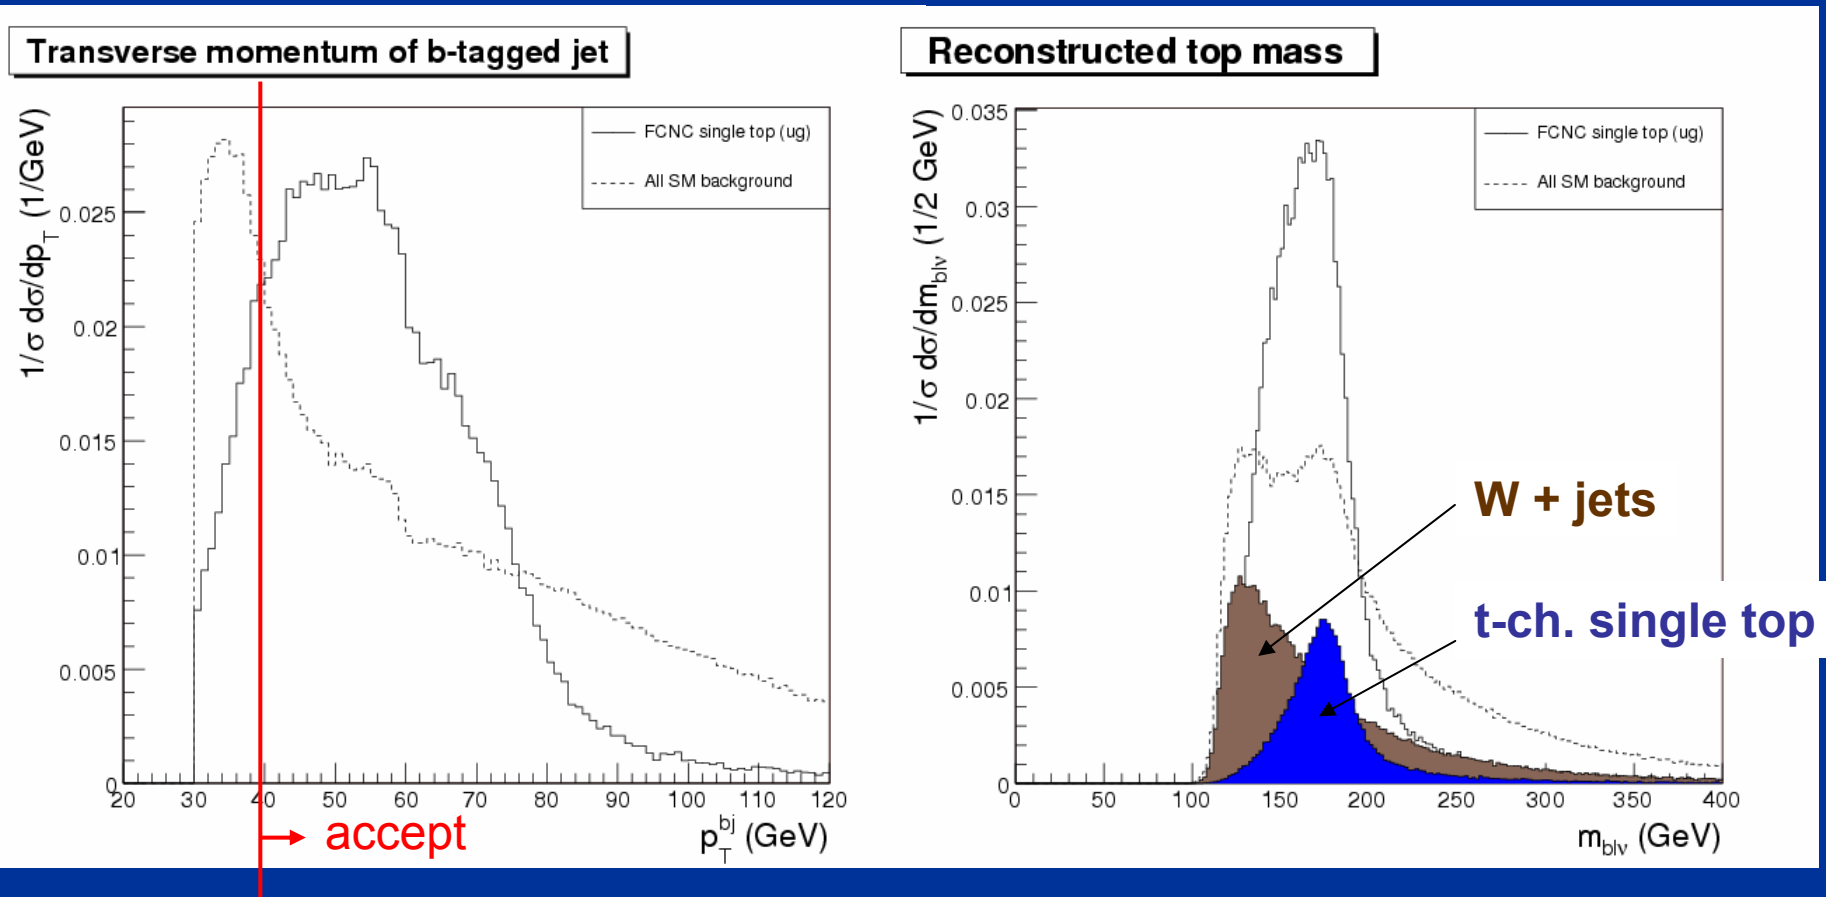 Transverse momentum of b-tagged jet
1/σ dσ/dp_T (1/GeV)
FCNC single top (ug)
All SM background
0.025
0.02
0.015
0.01
0.005
0
20 30 40 50 60 70 80 90 100 110 120
p_T^bj (GeV)
accept
Reconstructed top mass
1/σ dσ/dm_blν (1/2 GeV)
FCNC single top (ug)
All SM background
0.035
0.03
0.025
0.02
0.015
0.01
0.005
0
0 50 100 150 200 250 300 350 400
m_blν (GeV)
W + jets
t-ch. single top